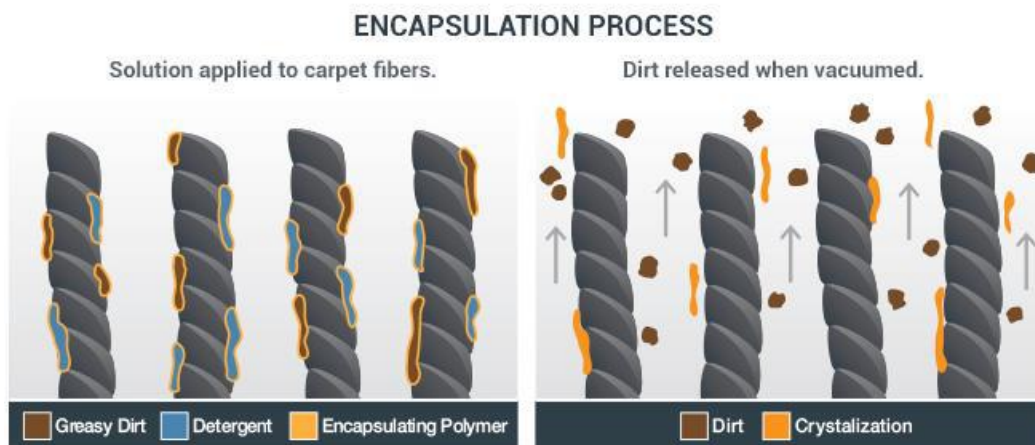 ENCAPSULATION PROCESS
Solution applied to carpet fibers.
Dirt released when vacuumed.
Greasy Dirt Detergent Encapsulating Polymer
Dirt Crystalization